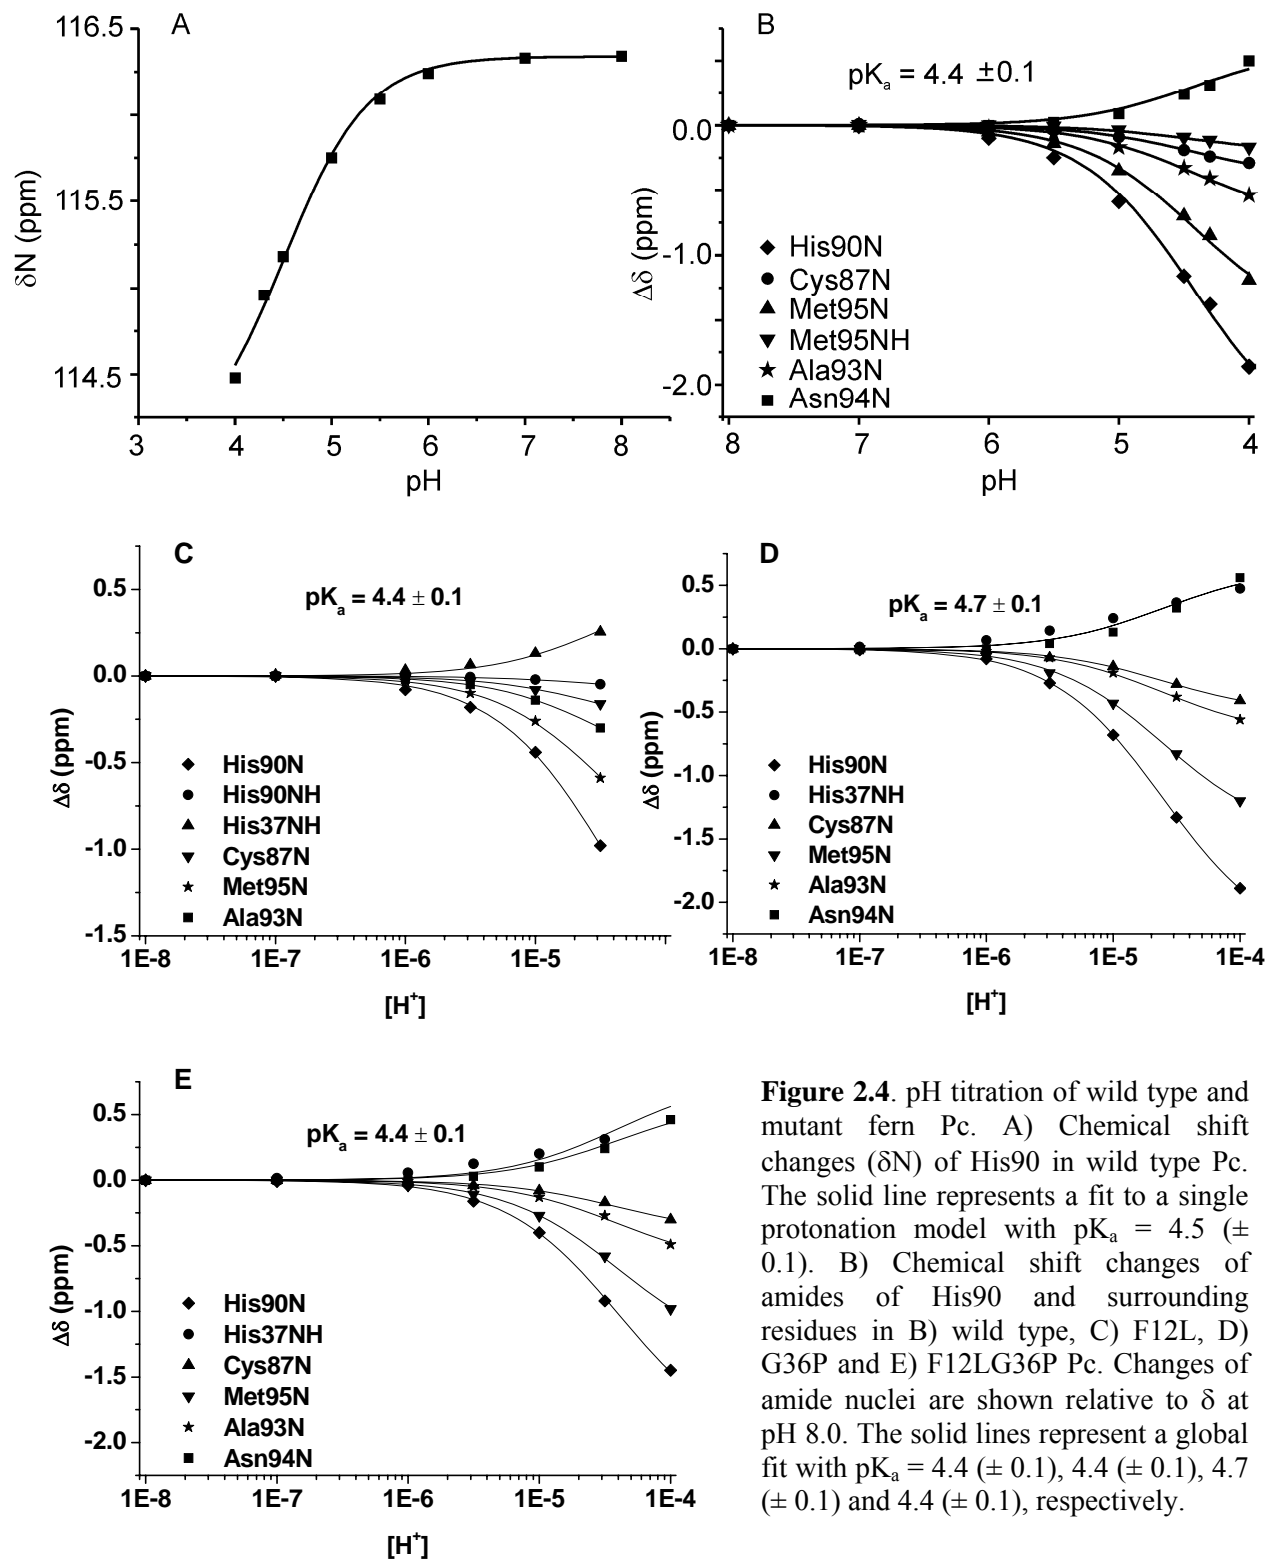 A
116.5
115.5
114.5
δN (ppm)
3 4 5 6 7 8
pH
B
pKa = 4.4 ±0.1
0.0
-1.0
-2.0
Δδ (ppm)
His90N
Cys87N
Met95N
Met95NH
Ala93N
Asn94N
8 7 6 5 4
pH
C
pKa = 4.4 ± 0.1
0.5
0.0
-0.5
-1.0
-1.5
Δδ (ppm)
His90N
His90NH
His37NH
Cys87N
Met95N
Ala93N
1E-8 1E-7 1E-6 1E-5
[H+]
D
pKa = 4.7 ± 0.1
0.5
0.0
-0.5
-1.0
-1.5
-2.0
Δδ (ppm)
His90N
His37NH
Cys87N
Met95N
Ala93N
Asn94N
1E-8 1E-7 1E-6 1E-5 1E-4
[H+]
E
pKa = 4.4 ± 0.1
0.5
0.0
-0.5
-1.0
-1.5
-2.0
Δδ (ppm)
His90N
His37NH
Cys87N
Met95N
Ala93N
Asn94N
1E-8 1E-7 1E-6 1E-5 1E-4
[H+]
Figure 2.4. pH titration of wild type and
mutant fern Pc. A) Chemical shift
changes (δN) of His90 in wild type Pc.
The solid line represents a fit to a single
protonation model with pKa = 4.5 (±
0.1). B) Chemical shift changes of
amides of His90 and surrounding
residues in B) wild type, C) F12L, D)
G36P and E) F12LG36P Pc. Changes of
amide nuclei are shown relative to δ at
pH 8.0. The solid lines represent a global
fit with pKa = 4.4 (± 0.1), 4.4 (± 0.1), 4.7
(± 0.1) and 4.4 (± 0.1), respectively.